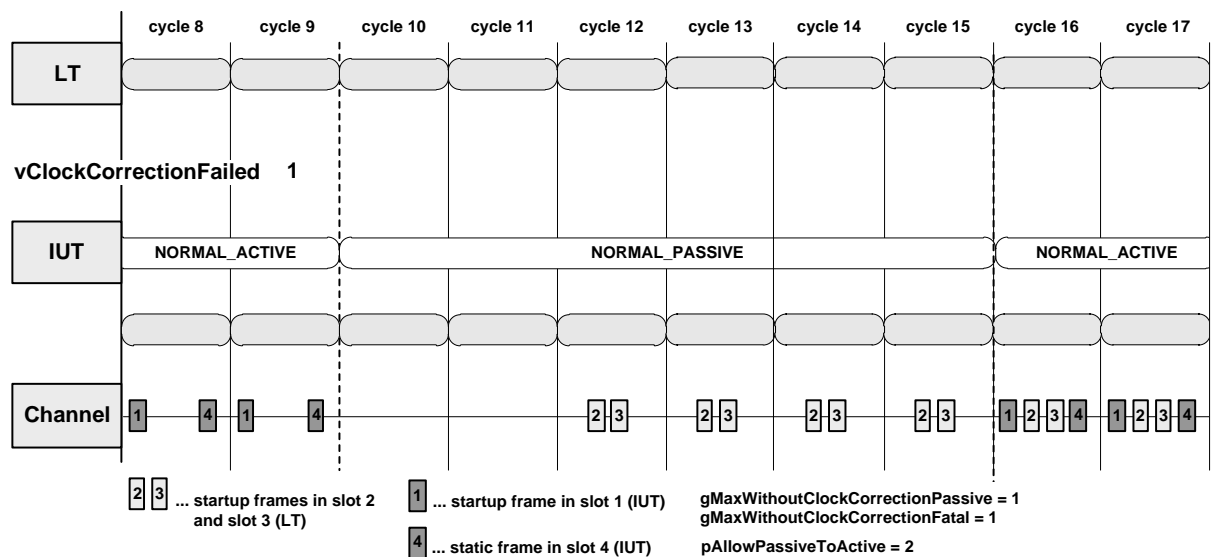 cycle 8 cycle 9 cycle 10 cycle 11 cycle 12 cycle 13 cycle 14 cycle 15 cycle 16 cycle 17
LT
vClockCorrectionFailed 1
IUT NORMAL_ACTIVE NORMAL_PASSIVE NORMAL_ACTIVE
Channel 1 4 1 4 2 3 2 3 2 3 2 3 1 2 3 4 1 2 3 4
2 3 ... startup frames in slot 2
and slot 3 (LT)
1 ... startup frame in slot 1 (IUT)
4 ... static frame in slot 4 (IUT)
gMaxWithoutClockCorrectionPassive = 1
gMaxWithoutClockCorrectionFatal = 1
pAllowPassiveToActive = 2